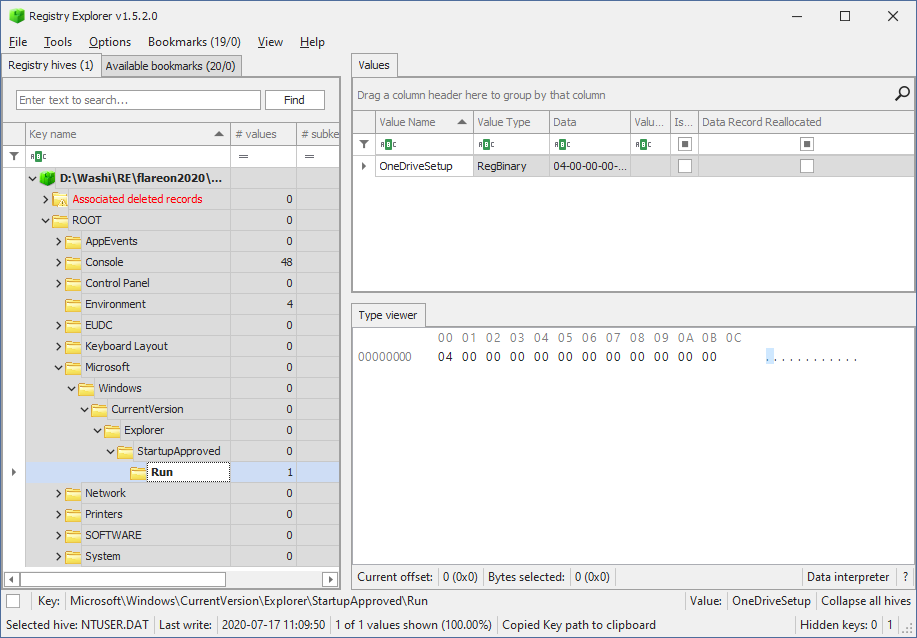 Registry Explorer v1.5.2.0
File Tools Options Bookmarks (19/0) View Help
Registry hives (1) Available bookmarks (20/0)
Enter text to search... Find
Key name # values # subke
=  =
D:\Washi\RE\flareon2020\...
Associated deleted records 0
ROOT 0
AppEvents 0
Console 48
Control Panel 0
Environment 4
EUDC 0
Keyboard Layout 0
Microsoft 0
Windows 0
CurrentVersion 0
Explorer 0
StartupApproved 0
Run 1
Network 0
Printers 0
SOFTWARE 0
System 0
Values
Drag a column header here to group by that column
Value Name Value Type Data Valu... Is... Data Record Reallocated
OneDriveSetup RegBinary 04-00-00-00-...
Type viewer
00 01 02 03 04 05 06 07 08 09 0A 0B 0C
00000000 04 00 00 00 00 00 00 00 00 00 00 00 ............
Current offset: 0 (0x0) Bytes selected: 0 (0x0) Data interpreter ?
Key: Microsoft\Windows\CurrentVersion\Explorer\StartupApproved\Run Value: OneDriveSetup Collapse all hives
Selected hive: NTUSER.DAT Last write: 2020-07-17 11:09:50 1 of 1 values shown (100.00%) Copied Key path to clipboard Hidden keys: 0 1